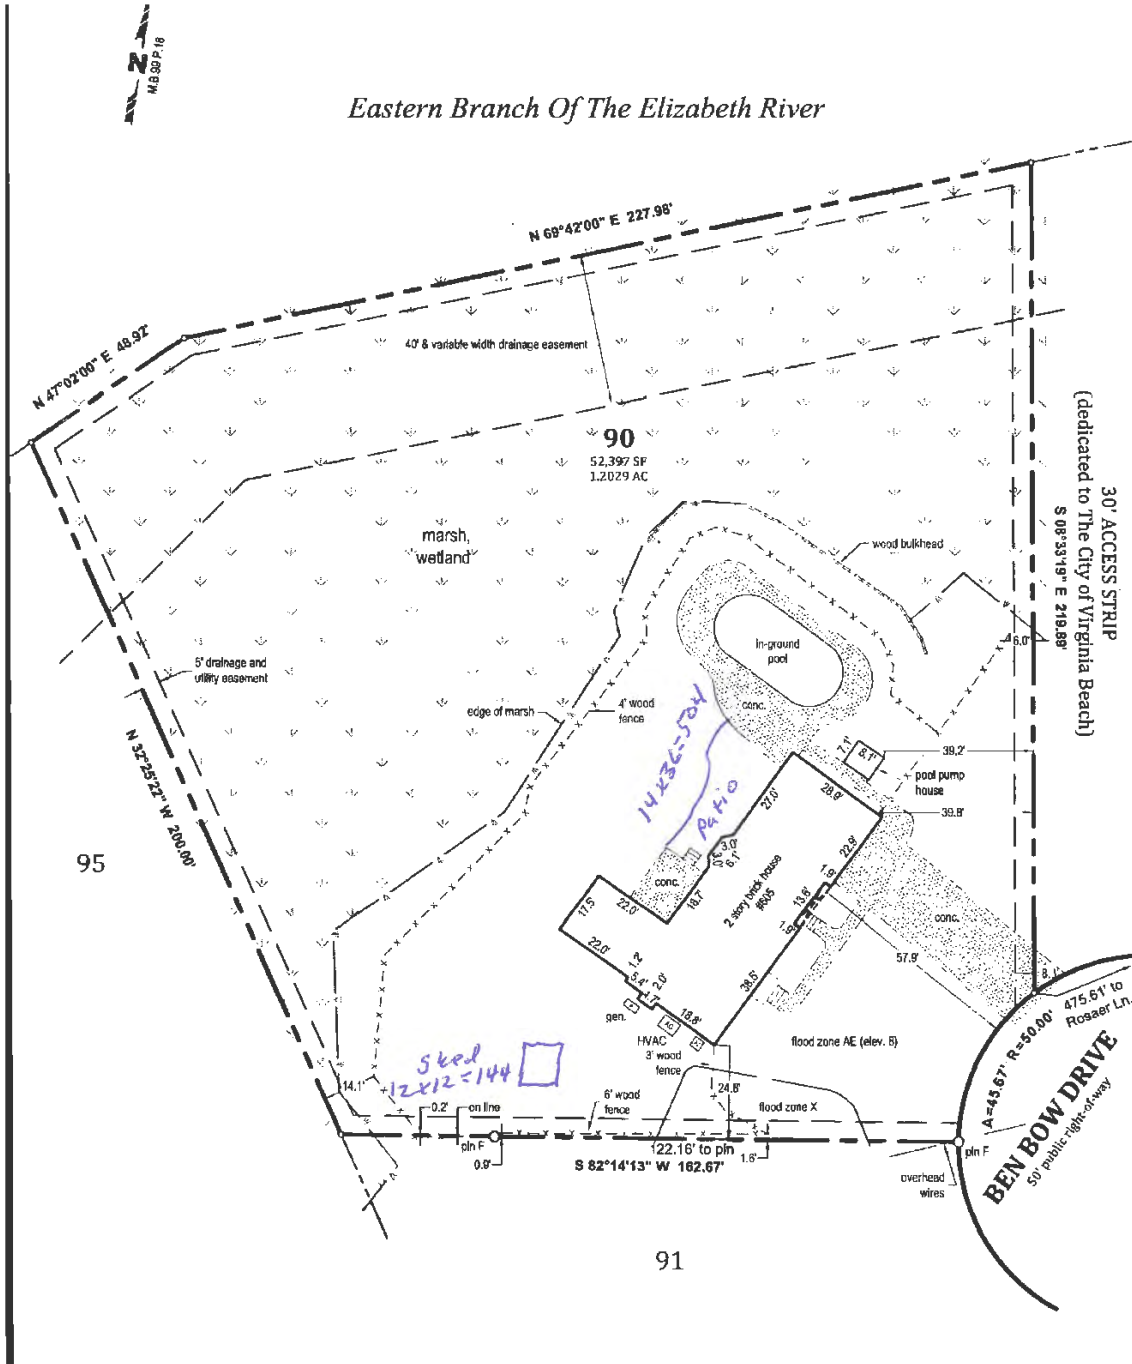 N
M.B.99 P.18
Eastern Branch Of The Elizabeth River
N 69°42'00" E 227.98'
N 47°02'00" E 48.92'
40' & variable width drainage easement
90
52,397 SF
1.2029 AC
30' ACCESS STRIP
(dedicated to The City of Virginia Beach)
S 08°33'19" E 219.89'
marsh,
wetland
wood bulkhead
in-ground
pool
6.0'
5' drainage and
utility easement
edge of marsh
4' wood
fence
conc.
14x36=504
patio
7.1'
8.1'
39.2'
pool pump
house
39.8'
N 32°25'22" W 200.00'
95
27.0'
28.9'
3.0'
6.1'
3.0'
22.9'
1.9'
13.6'
1.9'
2 story brick house
#605
conc.
18.7'
22.0'
17.5'
22.0'
1.2'
5.4'
2.0'
1.7'
18.8'
38.6'
conc.
57.9'
8.1'
gen.
AC
HVAC
3' wood
fence
flood zone AE (elev. 8)
475.61' to
Rosaer Ln.
A=45.67' R=50.00'
BEN BOW DRIVE
50' public right-of-way
Shed
12x12=144
14.1'
0.2'
on line
6' wood
fence
24.8'
flood zone X
pin F
0.9'
122.16' to pin
1.6'
S 82°14'13" W 162.67'
pin F
overhead
wires
91